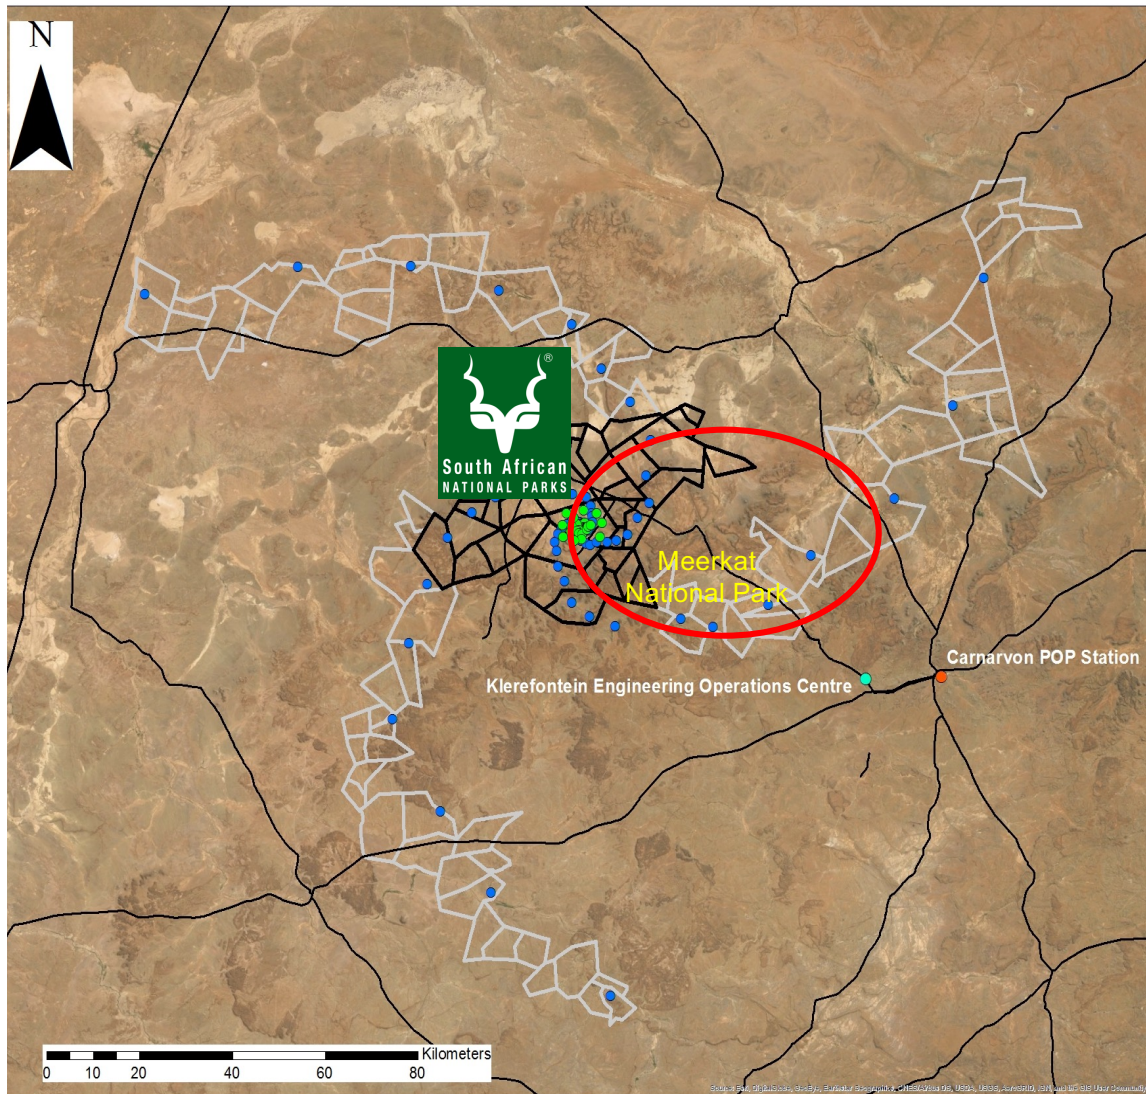 N
®
South African
NATIONAL PARKS
Meerkat
National Park
Carnarvon POP Station
Klerefontein Engineering Operations Centre
Kilometers
0 10 20 40 60 80